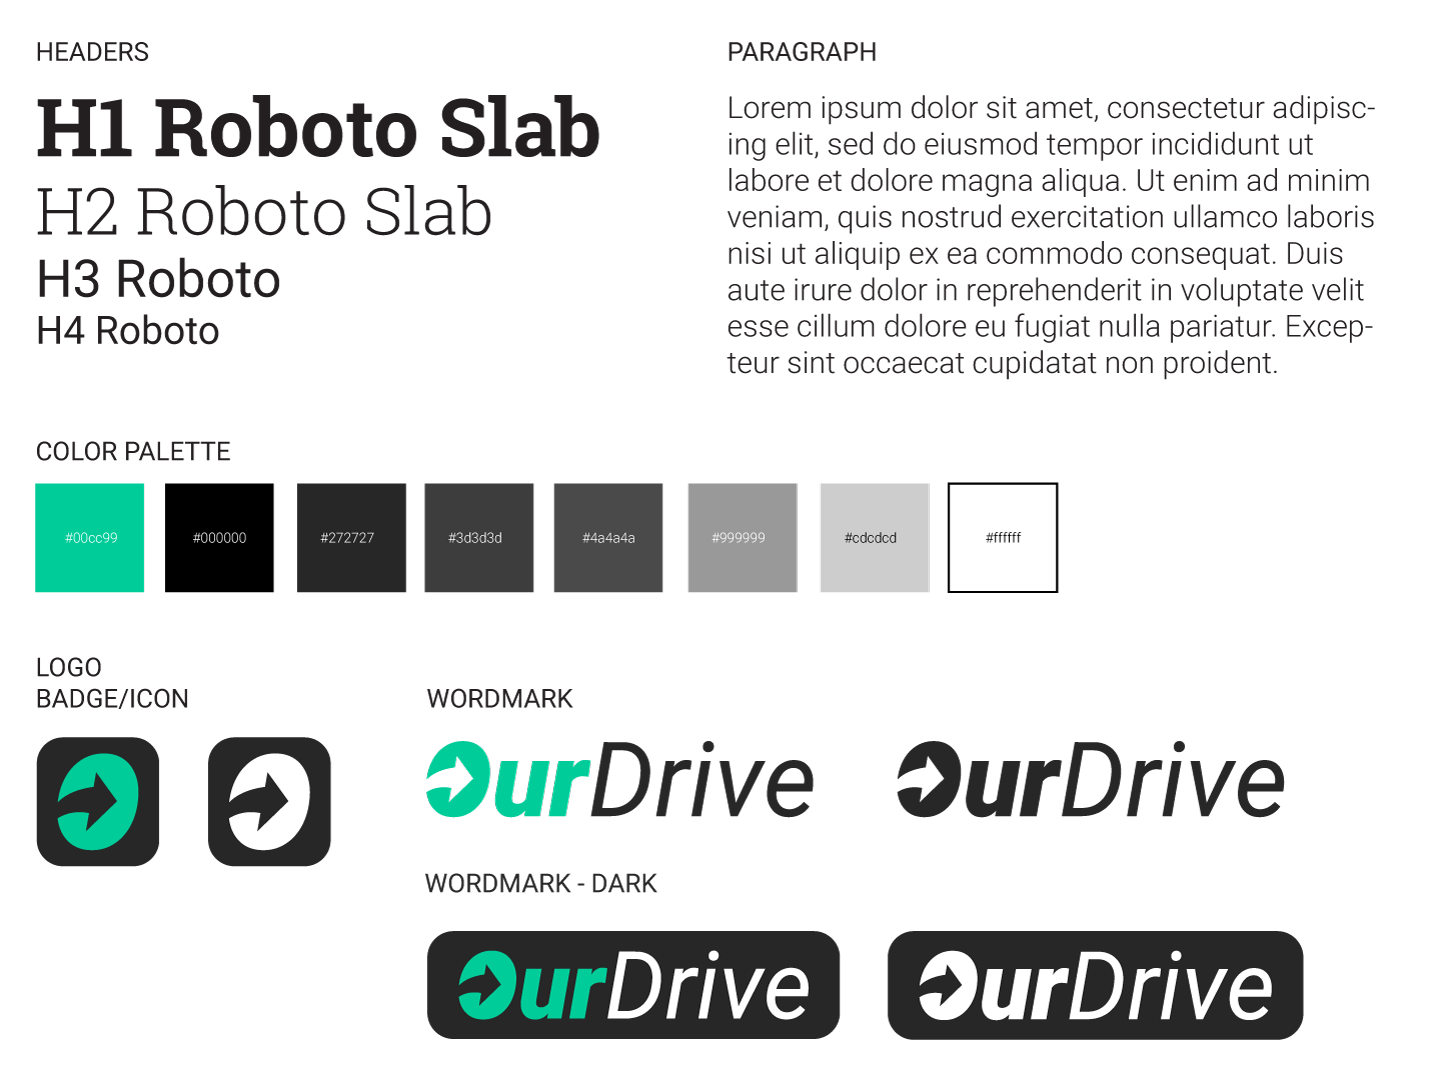 HEADERS
H1 Roboto Slab
H2 Roboto Slab
H3 Roboto
H4 Roboto
PARAGRAPH
Lorem ipsum dolor sit amet, consectetur adipisc-
ing elit, sed do eiusmod tempor incididunt ut
labore et dolore magna aliqua. Ut enim ad minim
veniam, quis nostrud exercitation ullamco laboris
nisi ut aliquip ex ea commodo consequat. Duis
aute irure dolor in reprehenderit in voluptate velit
esse cillum dolore eu fugiat nulla pariatur. Excep-
teur sint occaecat cupidatat non proident.
COLOR PALETTE
#00cc99
#000000
#272727
#3d3d3d
#4a4a4a
#999999
#cdcdcd
#ffffff
LOGO
BADGE/ICON
WORDMARK
OurDrive
OurDrive
WORDMARK - DARK
OurDrive
OurDrive